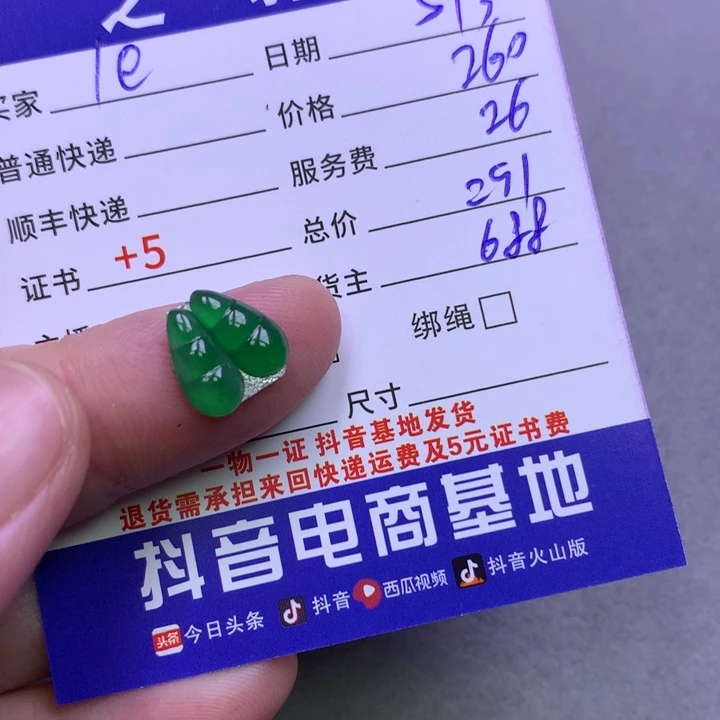 买家 le 日期 513
普通快递 价格 260
顺丰快递 服务费 26
证书 +5 总价 291
货主 688
绑绳
尺寸
一物一证 抖音基地发货
退货需承担来回快递运费及5元证书费
抖音电商基地
头条 今日头条 抖音 西瓜视频 抖音火山版